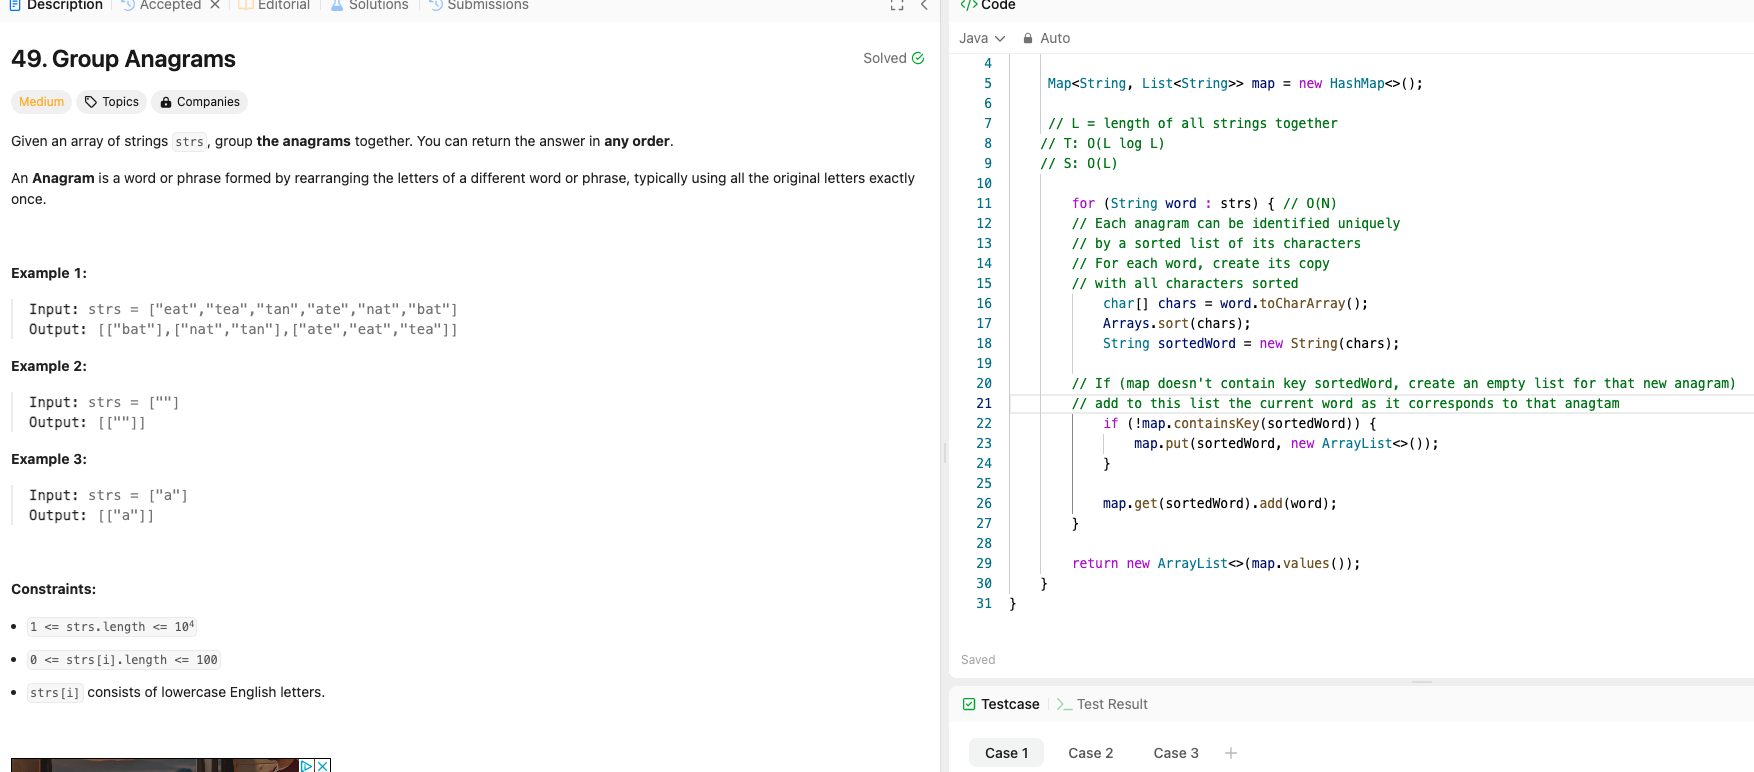 Description
Accepted
Editorial
Solutions
Submissions
49. Group Anagrams
Solved
Medium
Topics
Companies
Given an array of strings strs, group the anagrams together. You can return the answer in any order.
An Anagram is a word or phrase formed by rearranging the letters of a different word or phrase, typically using all the original letters exactly
once.
Example 1:
Input: strs = ["eat","tea","tan","ate","nat","bat"]
Output: [["bat"],["nat","tan"],["ate","eat","tea"]]
Example 2:
Input: strs = [""]
Output: [[""]]
Example 3:
Input: strs = ["a"]
Output: [["a"]]
Constraints:
1 <= strs.length <= 10⁴
0 <= strs[i].length <= 100
strs[i] consists of lowercase English letters.
</> Code
Java
Auto
4
5 Map<String, List<String>> map = new HashMap<>();
6
7 // L = length of all strings together
8 // T: O(L log L)
9 // S: O(L)
10
11 for (String word : strs) { // O(N)
12 // Each anagram can be identified uniquely
13 // by a sorted list of its characters
14 // For each word, create its copy
15 // with all characters sorted
16 char[] chars = word.toCharArray();
17 Arrays.sort(chars);
18 String sortedWord = new String(chars);
19
20 // If (map doesn't contain key sortedWord, create an empty list for that new anagram)
21 // add to this list the current word as it corresponds to that anagtam
22 if (!map.containsKey(sortedWord)) {
23 map.put(sortedWord, new ArrayList<>());
24 }
25
26 map.get(sortedWord).add(word);
27 }
28
29 return new ArrayList<>(map.values());
30 }
31 }
Saved
Testcase
Test Result
Case 1
Case 2
Case 3
+